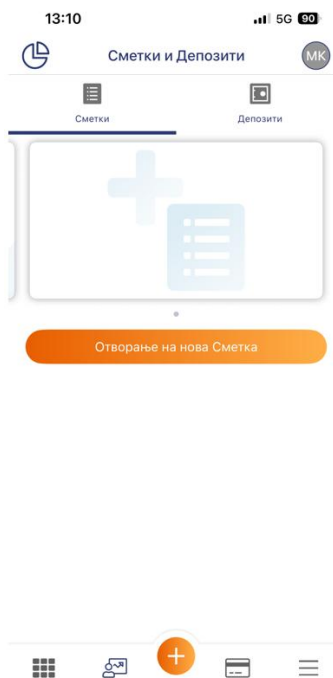 13:10
5G 90
Сметки и Депозити
МК
Сметки
Депозити
Отворање на нова Сметка